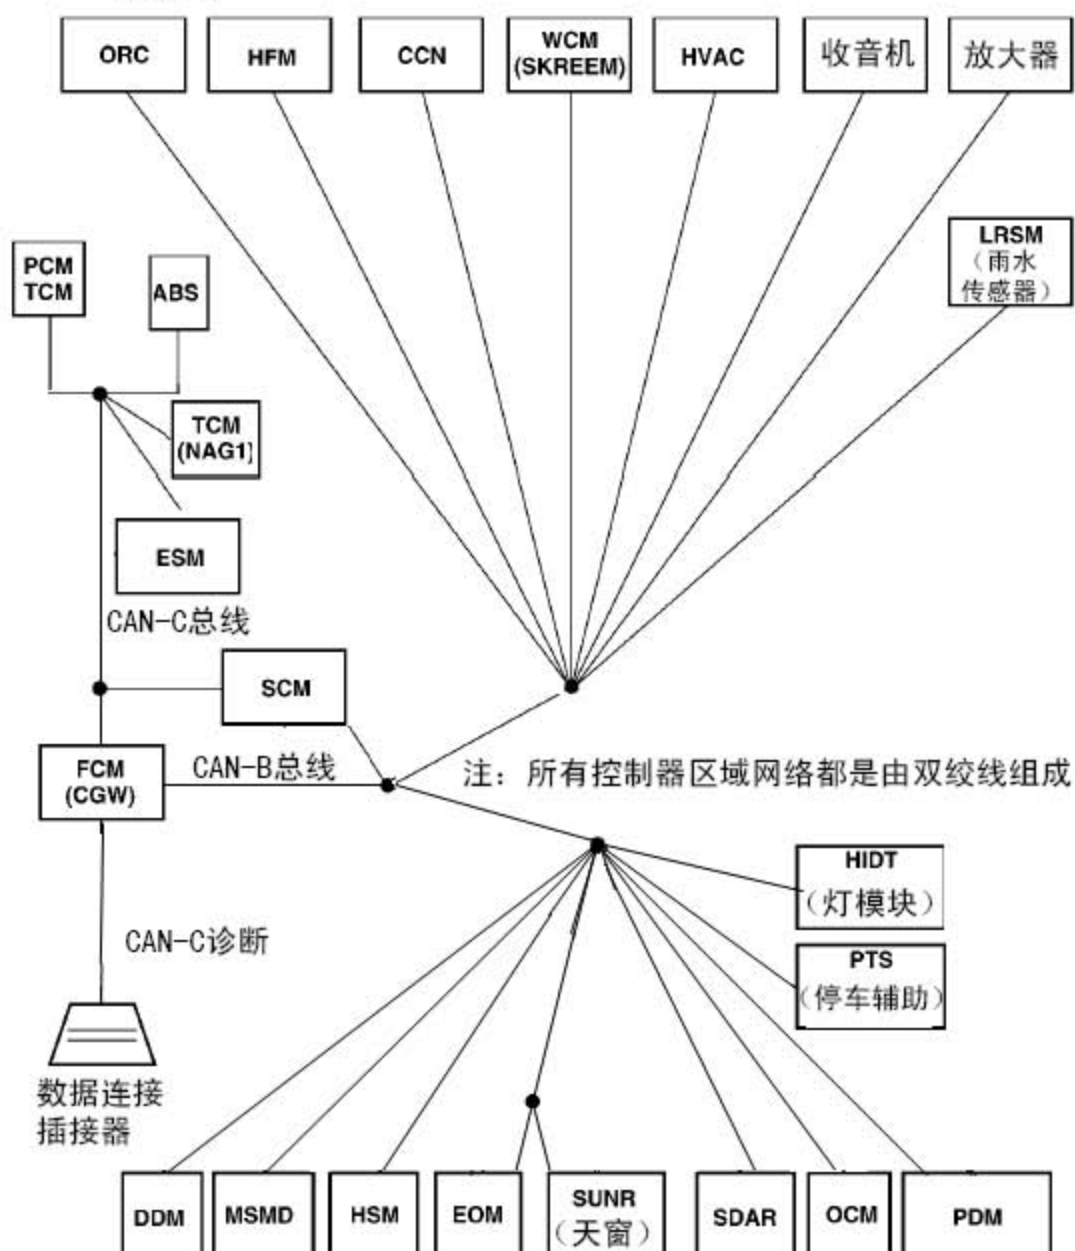 ORC
HFM
CCN
WCM
(SKREEM)
HVAC
收音机
放大器
LRSM
（雨水
传感器）
PCM
TCM
ABS
TCM
(NAG1)
ESM
CAN-C总线
SCM
FCM
(CGW)
CAN-B总线
注：所有控制器区域网络都是由双绞线组成
HIDT
（灯模块）
CAN-C诊断
PTS
（停车辅助）
数据连接
插接器
DDM
MSMD
HSM
EOM
SUNR
（天窗）
SDAR
OCM
PDM